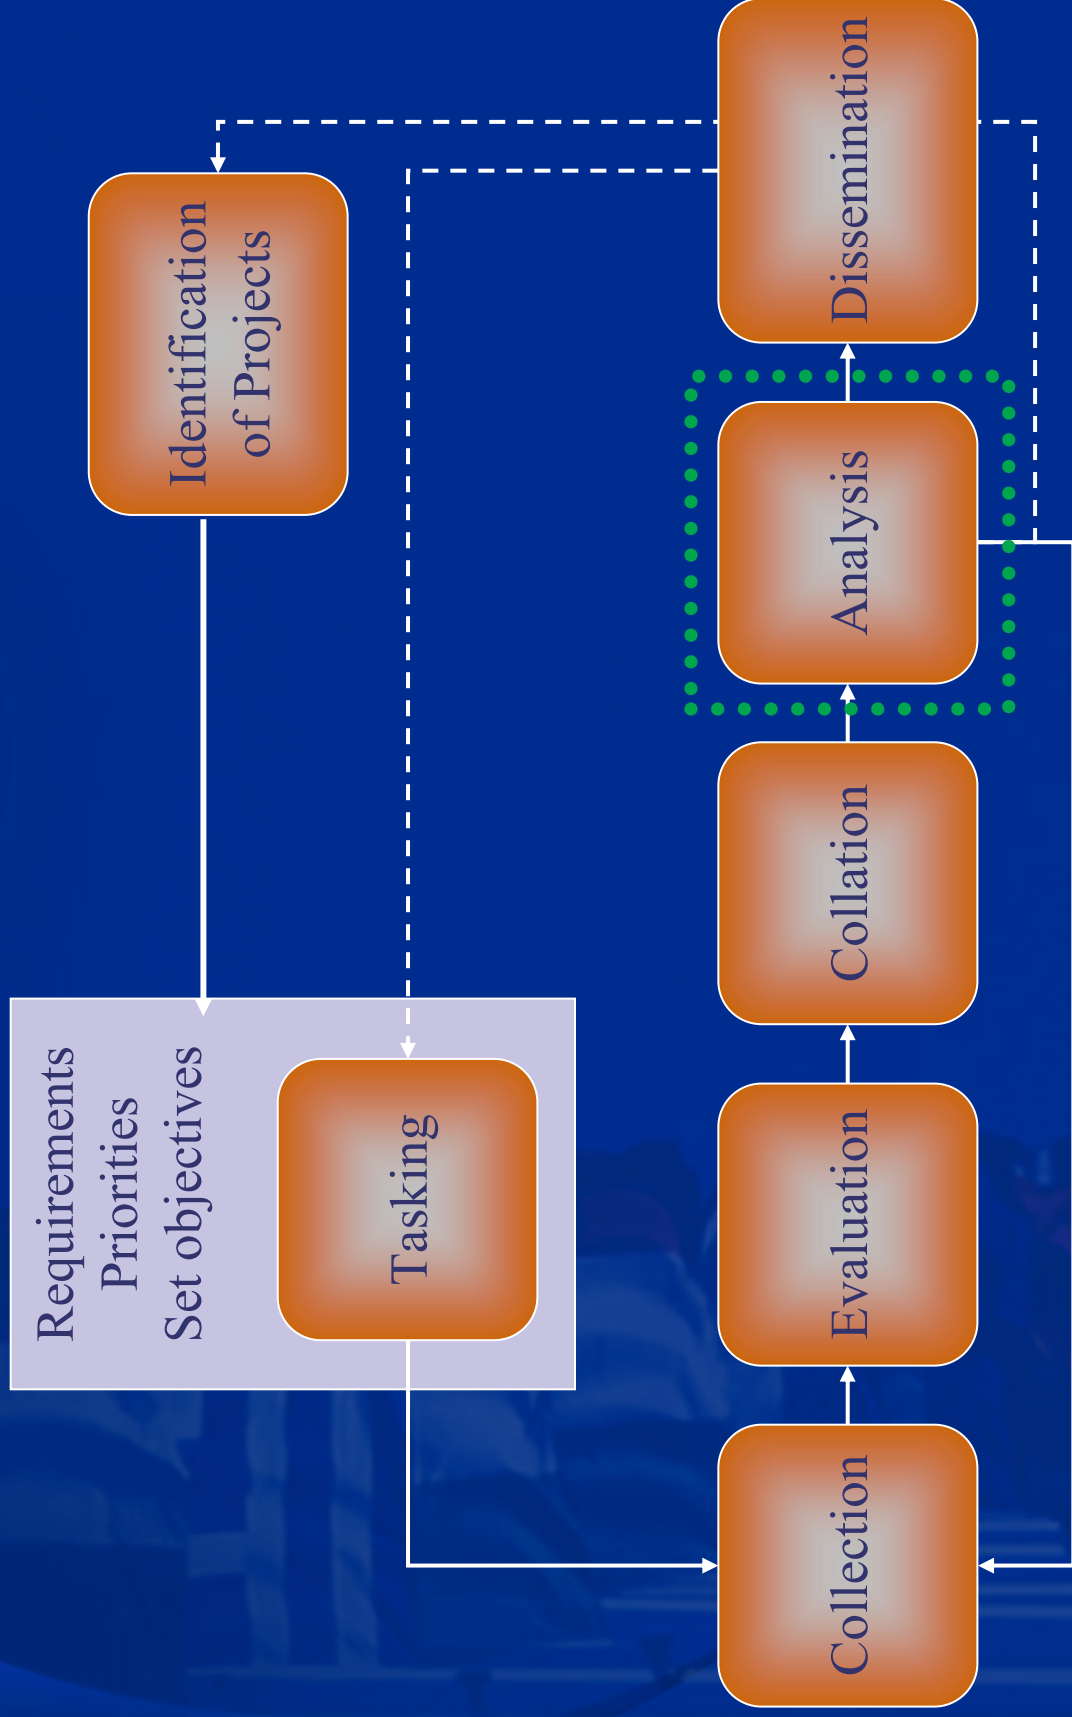 Requirements
Priorities
Set objectives
Identification
of Projects
Tasking
Collection
Evaluation
Collation
Analysis
Dissemination